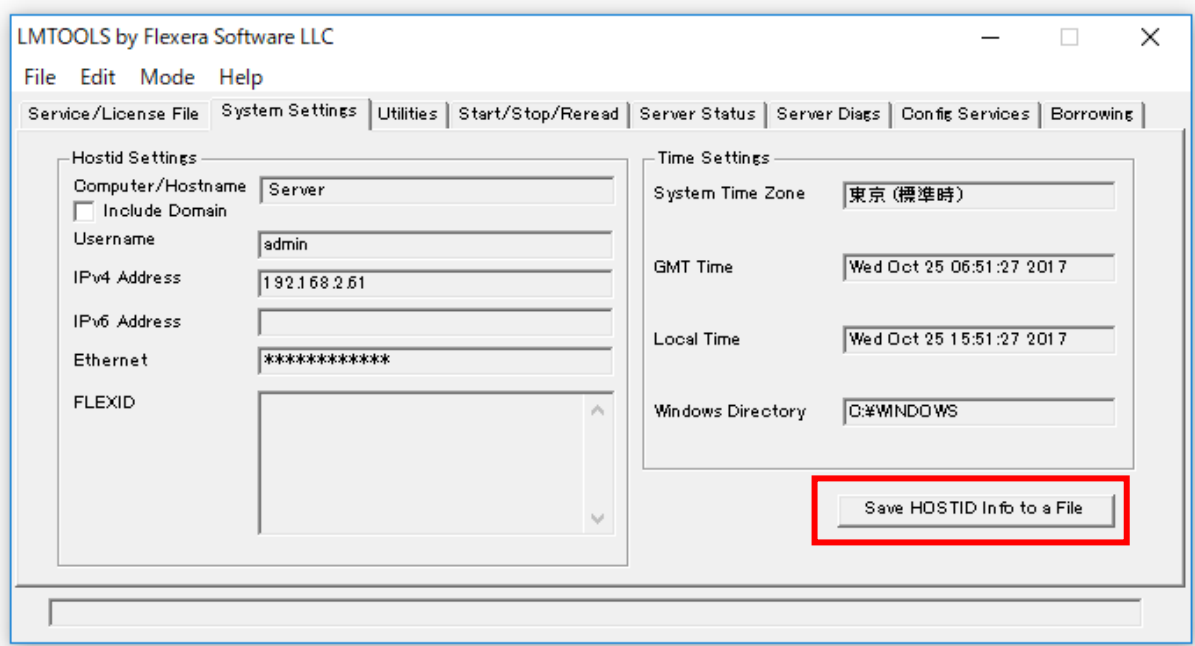 LMTOOLS by Flexera Software LLC
File Edit Mode Help
Service/License File System Settings Utilities Start/Stop/Reread Server Status Server Diags Config Services Borrowing
Hostid Settings
Computer/Hostname Server
Include Domain
Username admin
IPv4 Address 192.168.2.61
IPv6 Address
Ethernet ************
FLEXID
Time Settings
System Time Zone 東京 (標準時)
GMT Time Wed Oct 25 06:51:27 2017
Local Time Wed Oct 25 15:51:27 2017
Windows Directory C:¥WINDOWS
Save HOSTID Info to a File